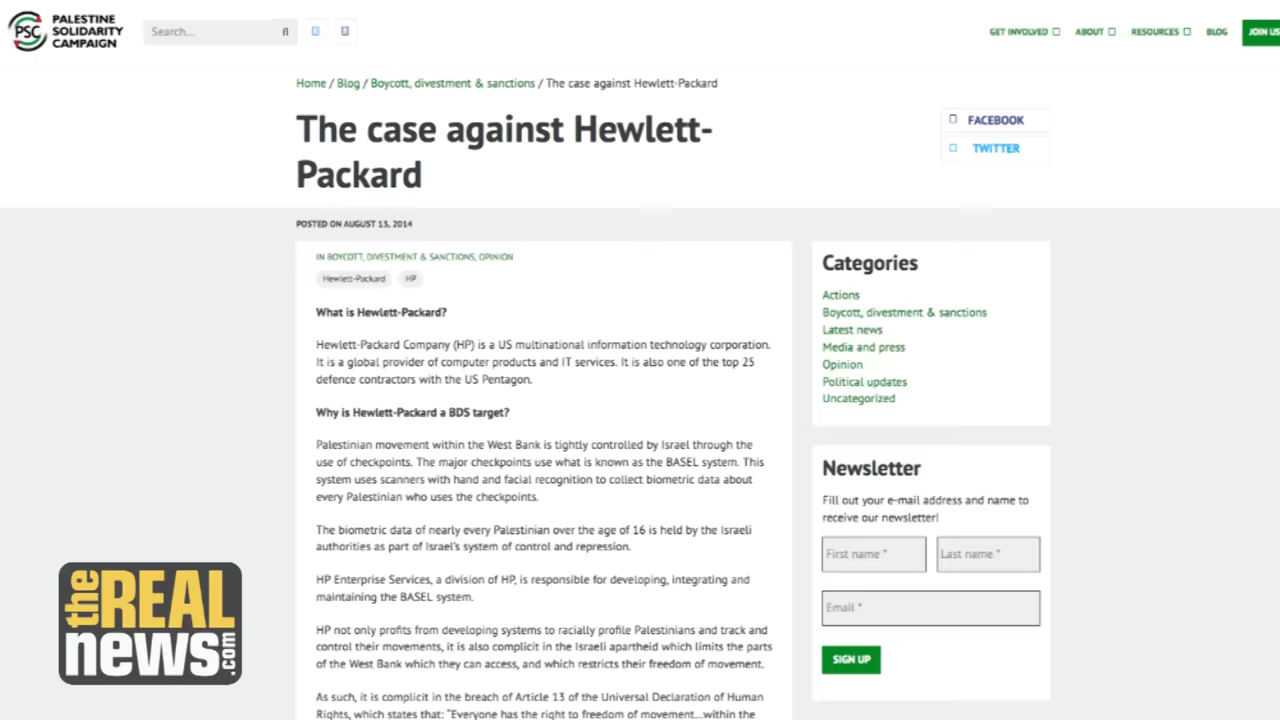 PSC PALESTINE
SOLIDARITY
CAMPAIGN
Search...
GET INVOLVED ABOUT RESOURCES BLOG JOIN US
Home / Blog / Boycott, divestment & sanctions / The case against Hewlett-Packard
The case against Hewlett-
Packard
FACEBOOK
TWITTER
POSTED ON AUGUST 13, 2014
IN BOYCOTT, DIVESTMENT & SANCTIONS, OPINION
Hewlett-Packard HP
What is Hewlett-Packard?
Hewlett-Packard Company (HP) is a US multinational information technology corporation.
It is a global provider of computer products and IT services. It is also one of the top 25
defence contractors with the US Pentagon.
Why is Hewlett-Packard a BDS target?
Palestinian movement within the West Bank is tightly controlled by Israel through the
use of checkpoints. The major checkpoints use what is known as the BASEL system. This
system uses scanners with hand and facial recognition to collect biometric data about
every Palestinian who uses the checkpoints.
The biometric data of nearly every Palestinian over the age of 16 is held by the Israeli
authorities as part of Israel's system of control and repression.
HP Enterprise Services, a division of HP, is responsible for developing, integrating and
maintaining the BASEL system.
HP not only profits from developing systems to racially profile Palestinians and track and
control their movements, it is also complicit in the Israeli apartheid which limits the parts
of the West Bank which they can access, and which restricts their freedom of movement.
As such, it is complicit in the breach of Article 13 of the Universal Declaration of Human
Rights, which states that: "Everyone has the right to freedom of movement...within the
Categories
Actions
Boycott, divestment & sanctions
Latest news
Media and press
Opinion
Political updates
Uncategorized
Newsletter
Fill out your e-mail address and name to
receive our newsletter!
First name * Last name *
Email *
SIGN UP
the REAL
news.com